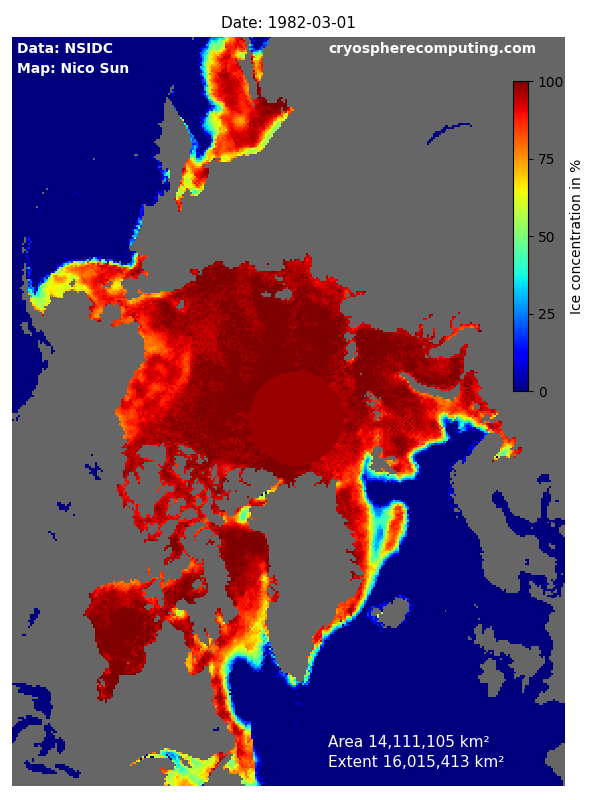 Date: 1982-03-01
Data: NSIDC
Map: Nico Sun
cryospherecomputing.com
100
75
50
25
0
Ice concentration in %
Area 14,111,105 km²
Extent 16,015,413 km²